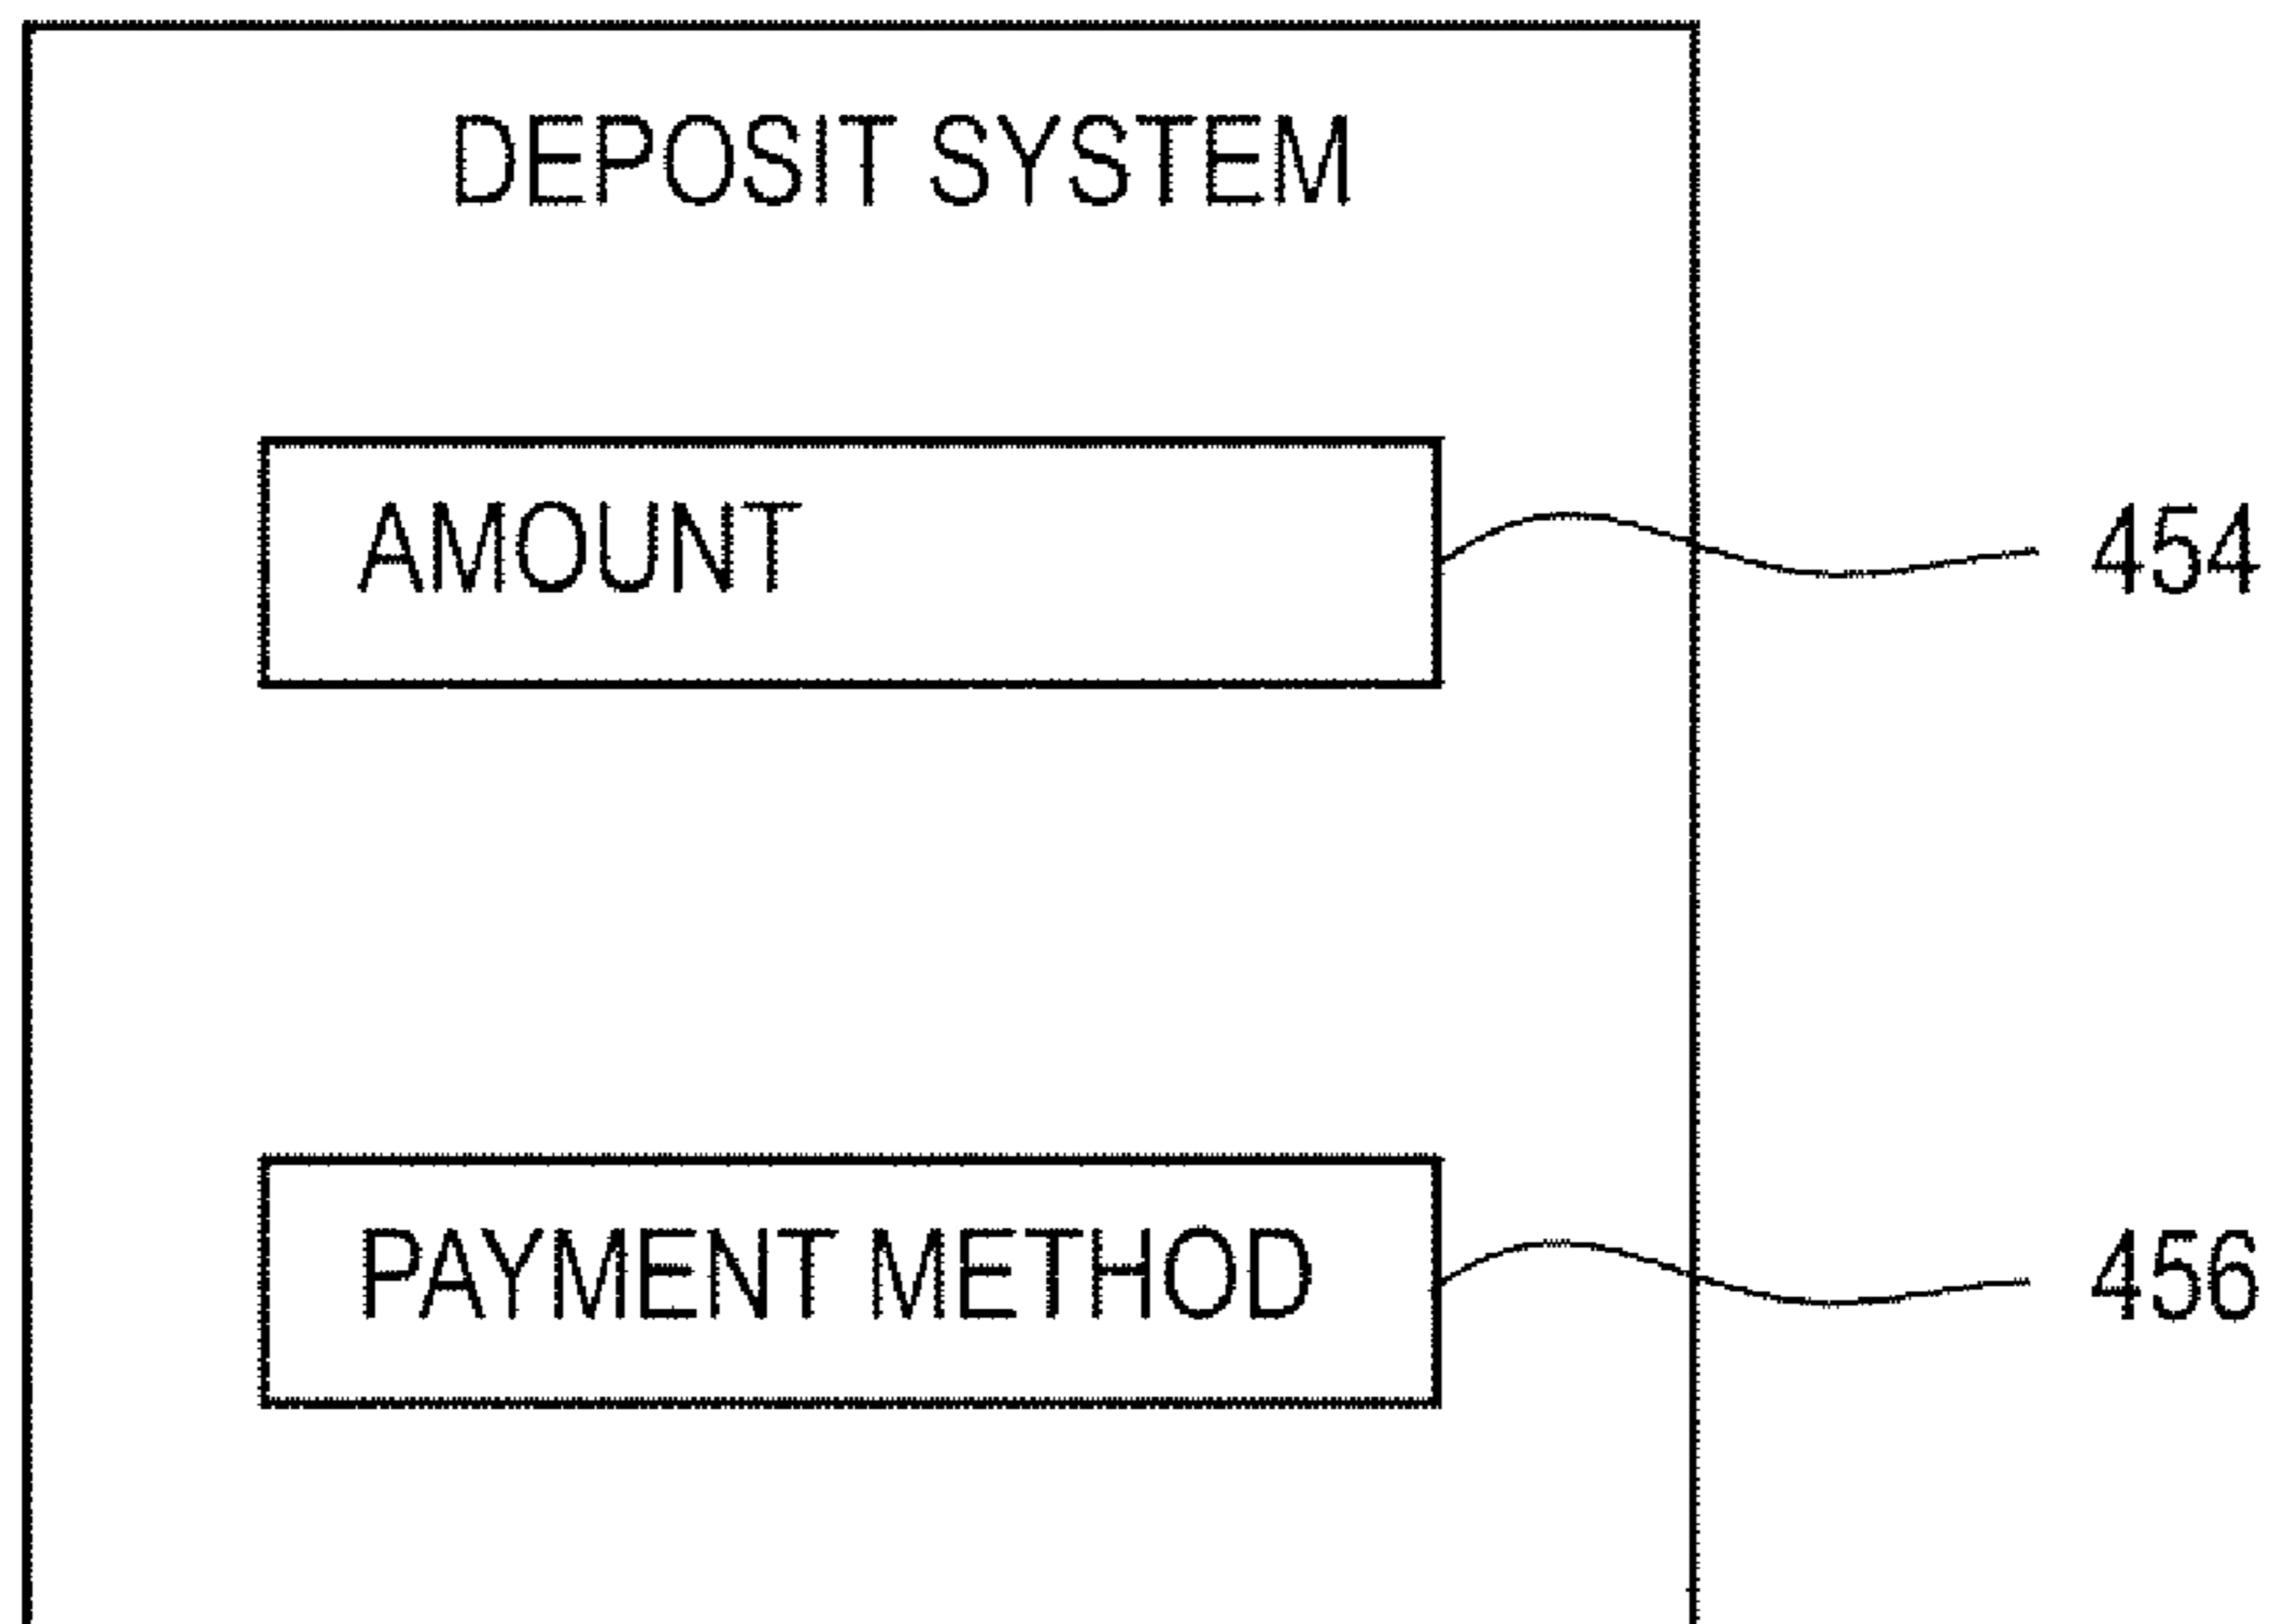 DEPOSIT SYSTEM
AMOUNT
454
PAYMENT METHOD
456